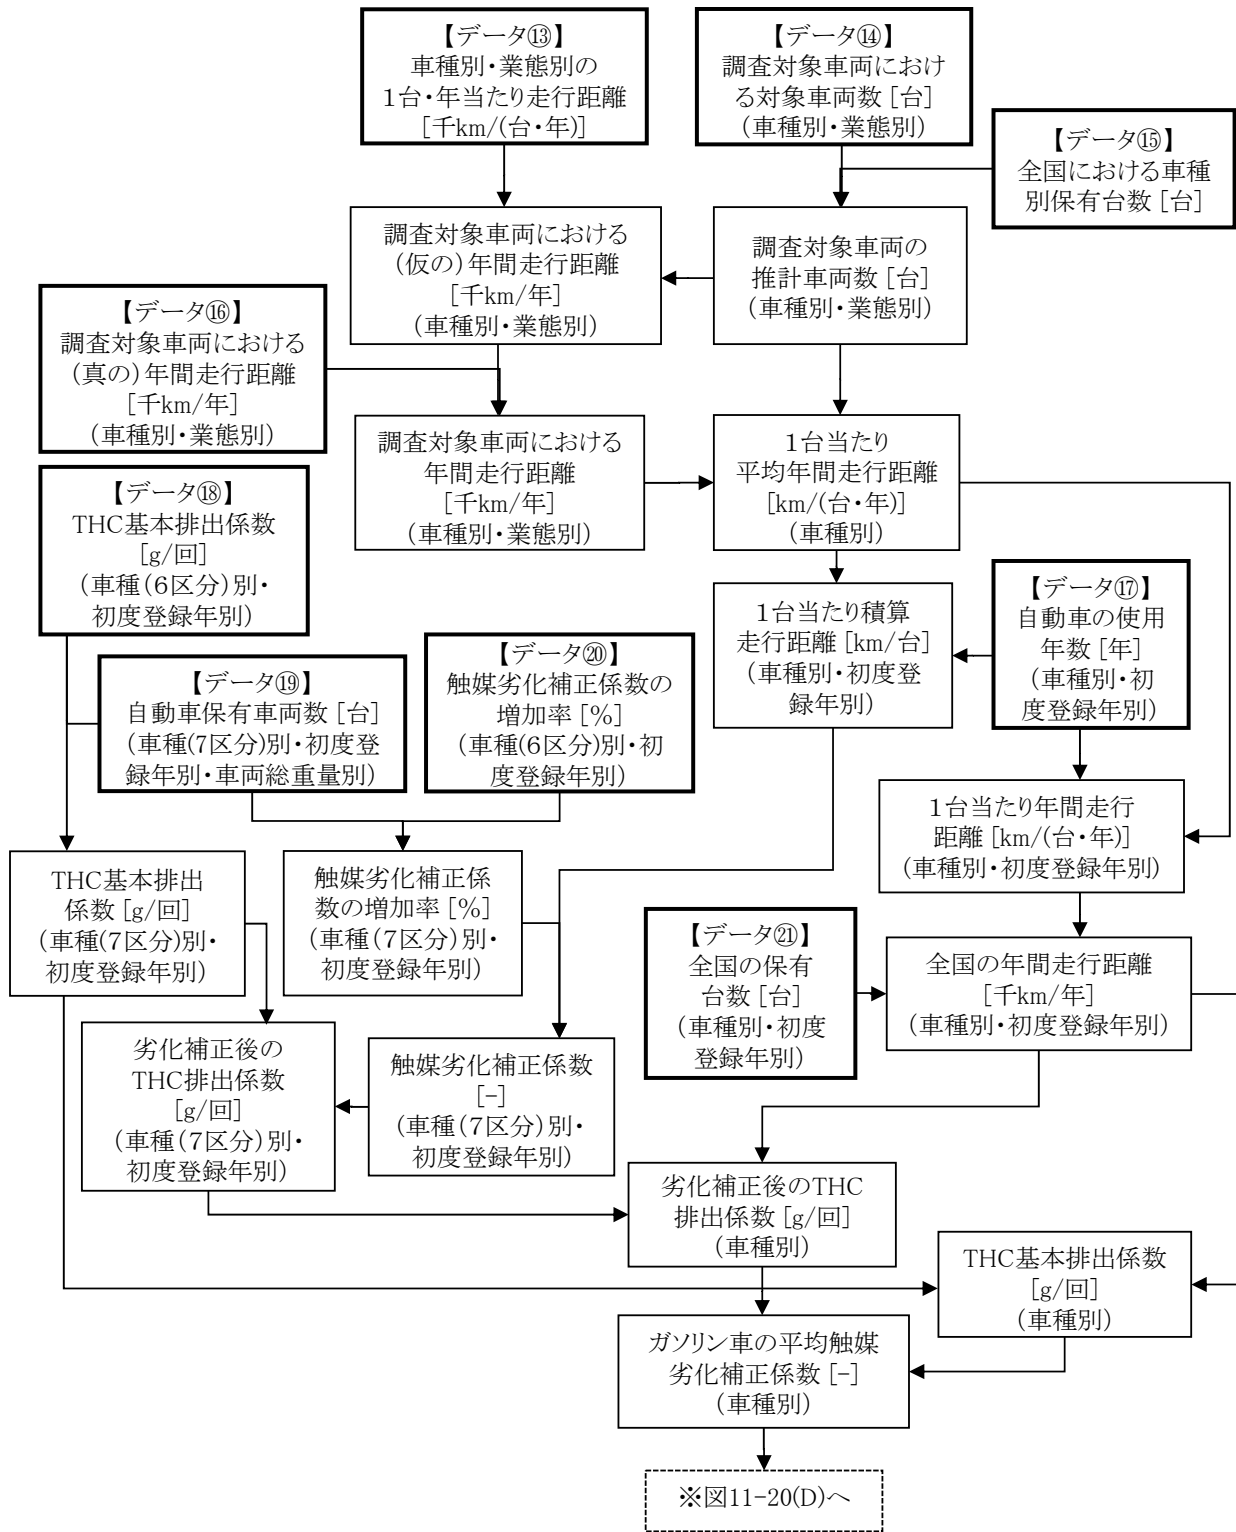 【データ⑬】
車種別・業態別の
1台・年当たり走行距離
[千km/(台・年)]
【データ⑭】
調査対象車両におけ
る対象車両数[台]
(車種別・業態別)
【データ⑮】
全国における車種
別保有台数[台]
調査対象車両における
(仮の)年間走行距離
[千km/年]
(車種別・業態別)
調査対象車両の
推計車両数[台]
(車種別・業態別)
【データ⑯】
調査対象車両における
(真の)年間走行距離
[千km/年]
(車種別・業態別)
調査対象車両における
年間走行距離
[千km/年]
(車種別・業態別)
1台当たり
平均年間走行距離
[km/(台・年)]
(車種別)
【データ⑱】
THC基本排出係数
[g/回]
(車種(6区分)別・
初度登録年別)
【データ⑰】
自動車の使用
年数[年]
(車種別・初
度登録年別)
1台当たり積算
走行距離[km/台]
(車種別・初度登
録年別)
【データ⑲】
自動車保有車両数[台]
(車種(7区分)別・初度登
録年別・車両総重量別)
【データ⑳】
触媒劣化補正係数の
増加率[%]
(車種(6区分)別・初
度登録年別)
1台当たり年間走行
距離[km/(台・年)]
(車種別・初度登録年別)
THC基本排出
係数[g/回]
(車種(7区分)別・
初度登録年別)
触媒劣化補正係
数の増加率[%]
(車種(7区分)別・
初度登録年別)
【データ㉑】
全国の保有
台数[台]
(車種別・初度
登録年別)
全国の年間走行距離
[千km/年]
(車種別・初度登録年別)
劣化補正後の
THC排出係数
[g/回]
(車種(7区分)別・
初度登録年別)
触媒劣化補正係数
[-]
(車種(7区分)別・
初度登録年別)
劣化補正後のTHC
排出係数[g/回]
(車種別)
THC基本排出係数
[g/回]
(車種別)
ガソリン車の平均触媒
劣化補正係数[-]
(車種別)
※図11-20(D)へ